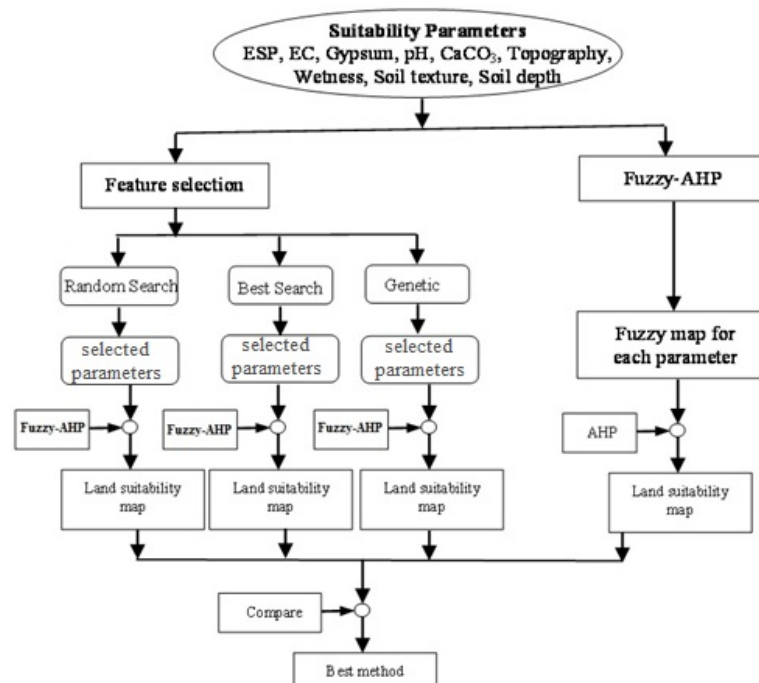 Suitability Parameters
ESP, EC, Gypsum, pH, CaCO₃, Topography,
Wetness, Soil texture, Soil depth
Feature selection
Fuzzy-AHP
Random Search
Best Search
Genetic
selected
parameters
selected
parameters
selected
parameters
Fuzzy map for
each parameter
Fuzzy-AHP
Fuzzy-AHP
Fuzzy-AHP
AHP
Land suitability
map
Land suitability
map
Land suitability
map
Land suitability
map
Compare
Best method